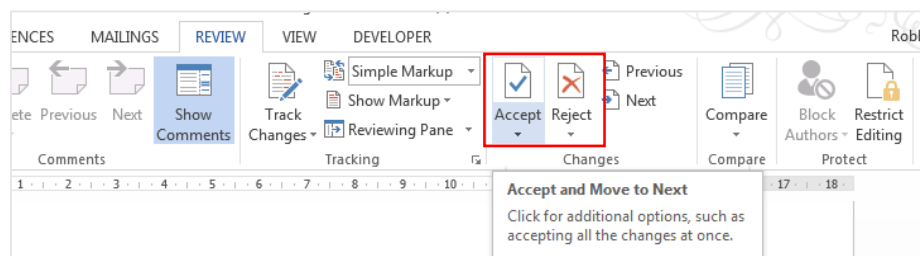 ENCES MAILINGS REVIEW VIEW DEVELOPER
Simple Markup
Show Markup
Reviewing Pane
Previous Next
Show Comments
Track Changes
Comments
Tracking
Accept Reject
Previous
Next
Changes
Compare
Compare
Block Authors
Restrict Editing
Protect
1 2 3 4 5 6 7 8 9 10 17 18
Accept and Move to Next
Click for additional options, such as
accepting all the changes at once.